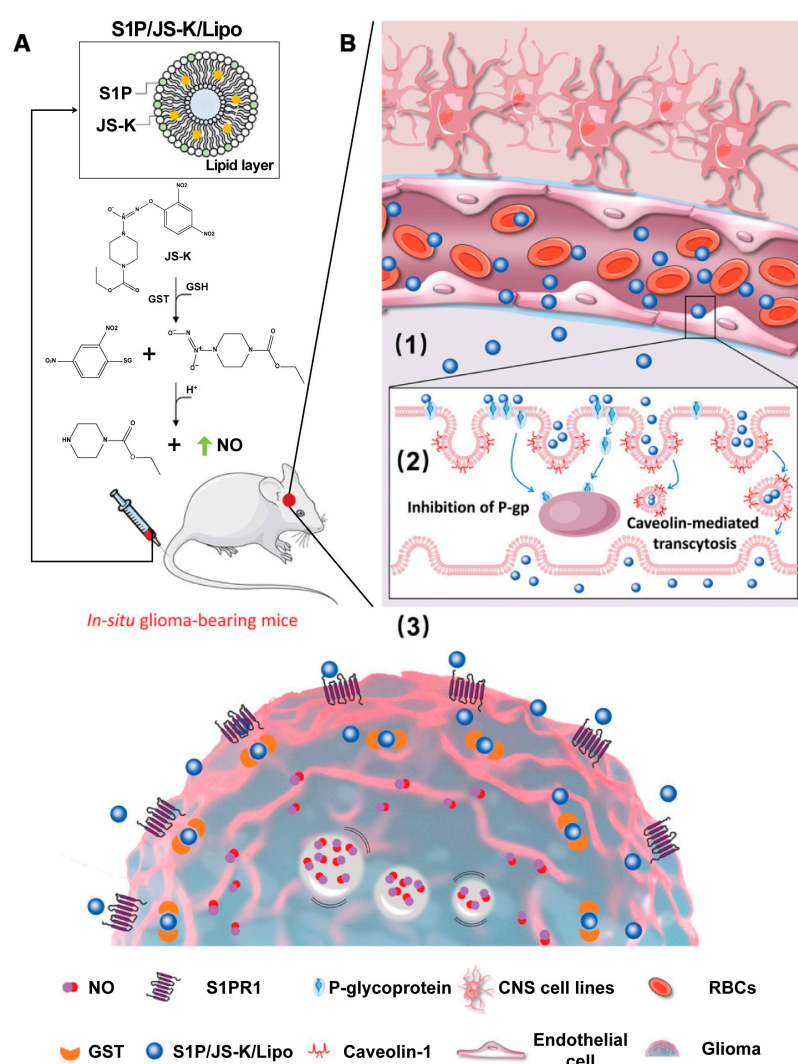 A
S1P/JS-K/Lipo
S1P
JS-K
Lipid layer
NO2
O⁻
N
N
O
N
NO2
N
O
O
JS-K
GST
GSH
NO2
O₂N
SG
+
O⁻
N
N⁺
O⁻
N
N
O
O
H⁺
HN
N
O
O
+
NO
In-situ glioma-bearing mice
B
(1)
(2)
Inhibition of P-gp
Caveolin-mediated
transcytosis
(3)
NO
S1PR1
P-glycoprotein
CNS cell lines
RBCs
GST
S1P/JS-K/Lipo
Caveolin-1
Endothelial
cell
Glioma